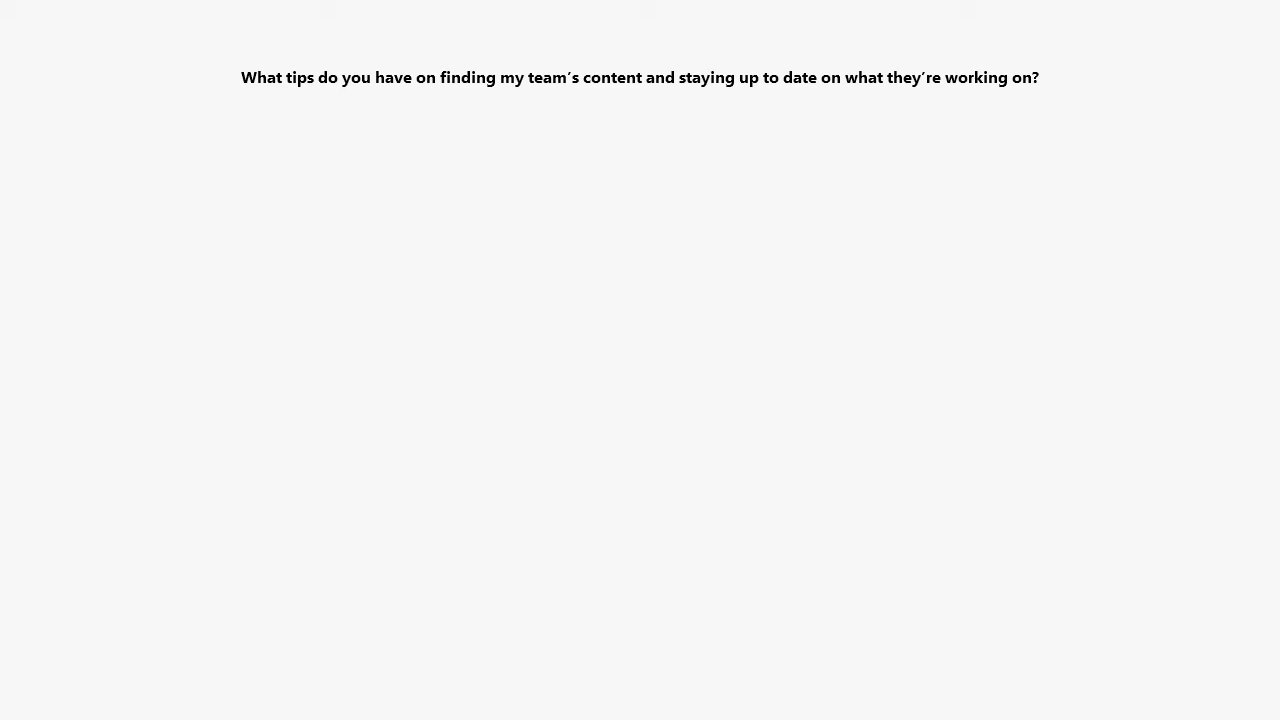 What tips do you have on finding my team's content and staying up to date on what they're working on?